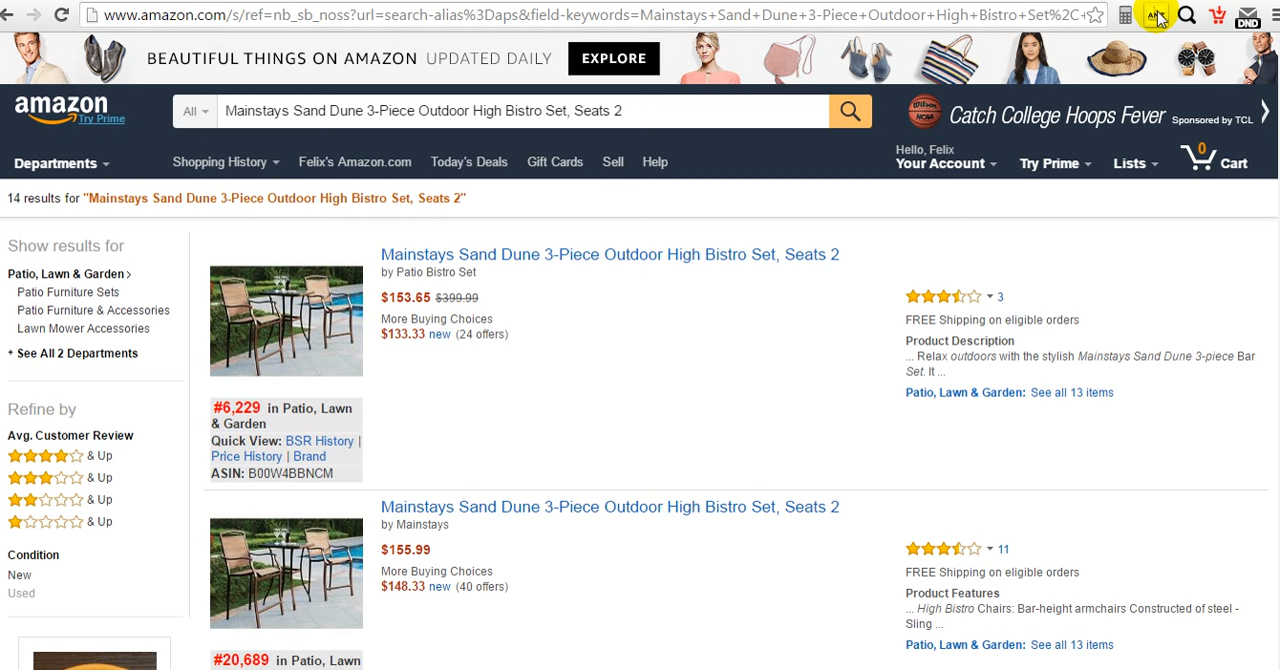 www.amazon.com/s/ref=nb_sb_noss?url=search-alias%3Daps&field-keywords=Mainstays+Sand+Dune+3-Piece+Outdoor+High+Bistro+Set%2C+
DND
BEAUTIFUL THINGS ON AMAZON UPDATED DAILY EXPLORE
amazon
Try Prime
All
Mainstays Sand Dune 3-Piece Outdoor High Bistro Set, Seats 2
Wilson
NCAA
Catch College Hoops Fever Sponsored by TCL
Departments
Shopping History Felix's Amazon.com Today's Deals Gift Cards Sell Help
Hello, Felix
Your Account Try Prime Lists 0 Cart
14 results for "Mainstays Sand Dune 3-Piece Outdoor High Bistro Set, Seats 2"
Show results for
Patio, Lawn & Garden
Patio Furniture Sets
Patio Furniture & Accessories
Lawn Mower Accessories
+ See All 2 Departments
Refine by
Avg. Customer Review
& Up
& Up
& Up
& Up
Condition
New
Used
Mainstays Sand Dune 3-Piece Outdoor High Bistro Set, Seats 2
by Patio Bistro Set
$153.65 $399.99
More Buying Choices
$133.33 new (24 offers)
3
FREE Shipping on eligible orders
Product Description
... Relax outdoors with the stylish Mainstays Sand Dune 3-piece Bar
Set. It ...
Patio, Lawn & Garden: See all 13 items
#6,229 in Patio, Lawn
& Garden
Quick View: BSR History |
Price History | Brand
ASIN: B00W4BBNCM
Mainstays Sand Dune 3-Piece Outdoor High Bistro Set, Seats 2
by Mainstays
$155.99
More Buying Choices
$148.33 new (40 offers)
11
FREE Shipping on eligible orders
Product Features
... High Bistro Chairs: Bar-height armchairs Constructed of steel -
Sling ...
Patio, Lawn & Garden: See all 13 items
#20,689 in Patio, Lawn